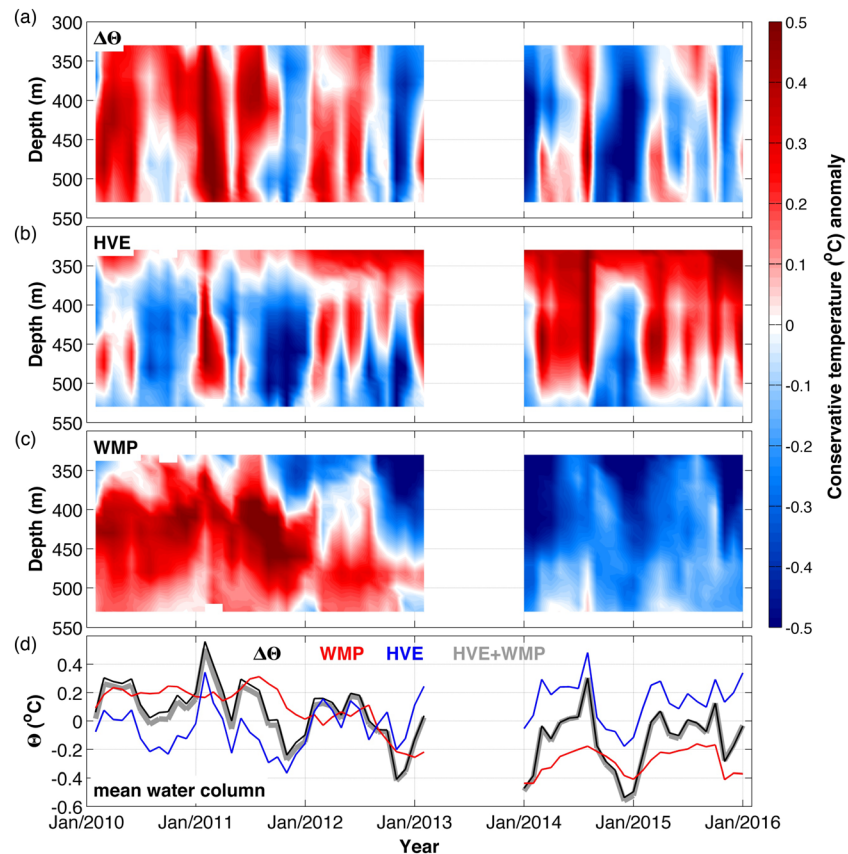 (a)
300
ΔΘ
350
400
450
500
550
Depth (m)
(b)
HVE
350
400
450
500
550
Depth (m)
(c)
WMP
350
400
450
500
550
Depth (m)
0.5
0.4
0.3
0.2
0.1
0
-0.1
-0.2
-0.3
-0.4
-0.5
Conservative temperature (°C) anomaly
(d)
ΔΘ WMP HVE HVE+WMP
0.4
0.2
0
-0.2
-0.4
-0.6
Θ (°C)
mean water column
Jan/2010 Jan/2011 Jan/2012 Jan/2013 Jan/2014 Jan/2015 Jan/2016
Year